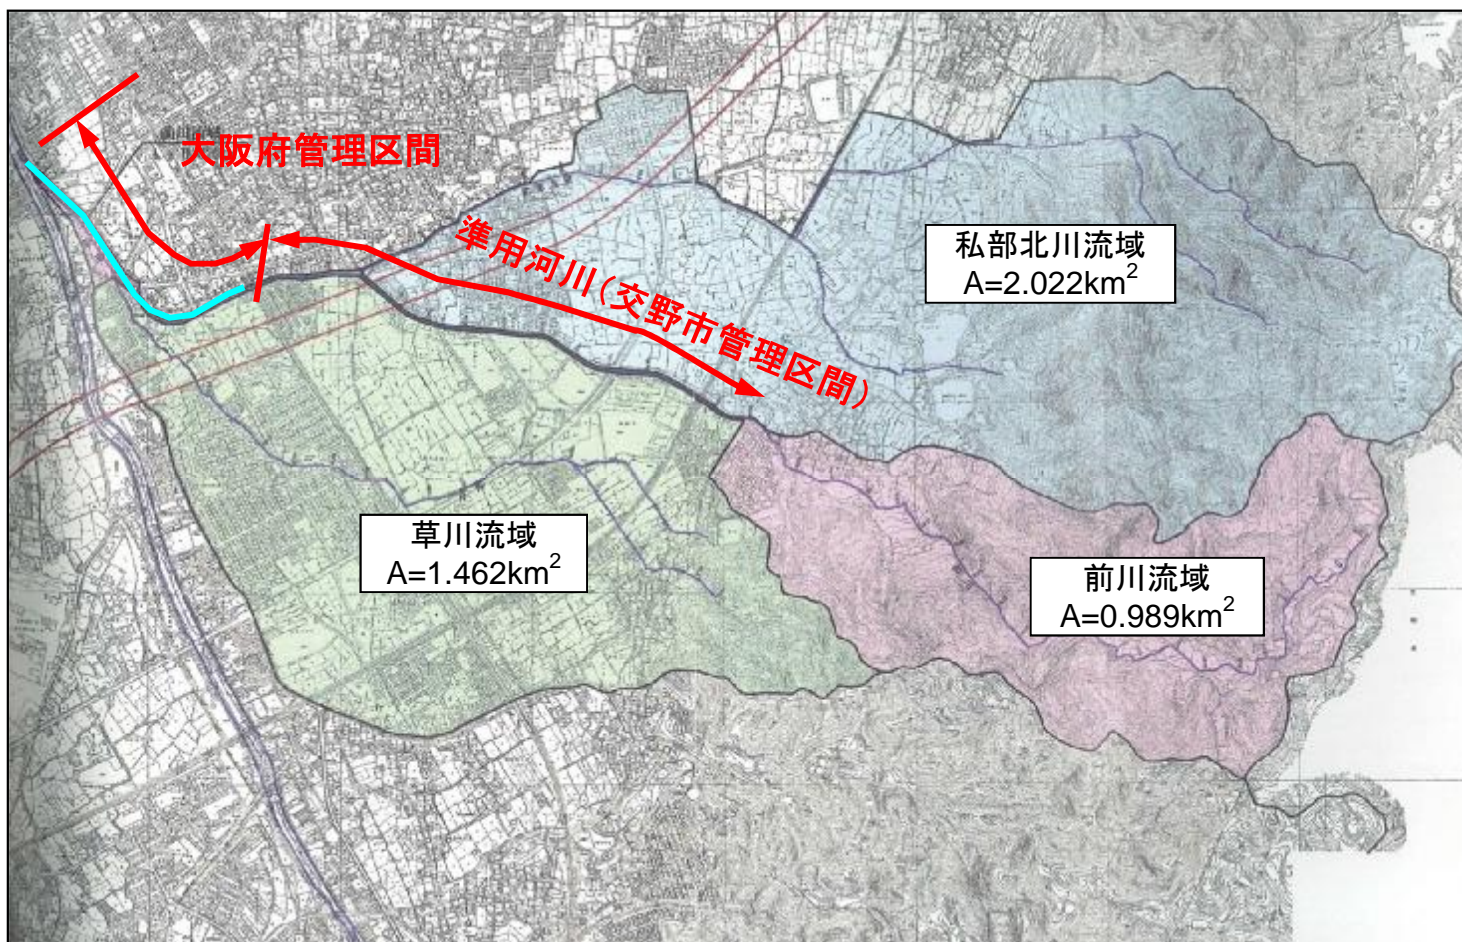 大阪府管理区間
準用河川（交野市管理区間）
私部北川流域
A=2.022km²
草川流域
A=1.462km²
前川流域
A=0.989km²